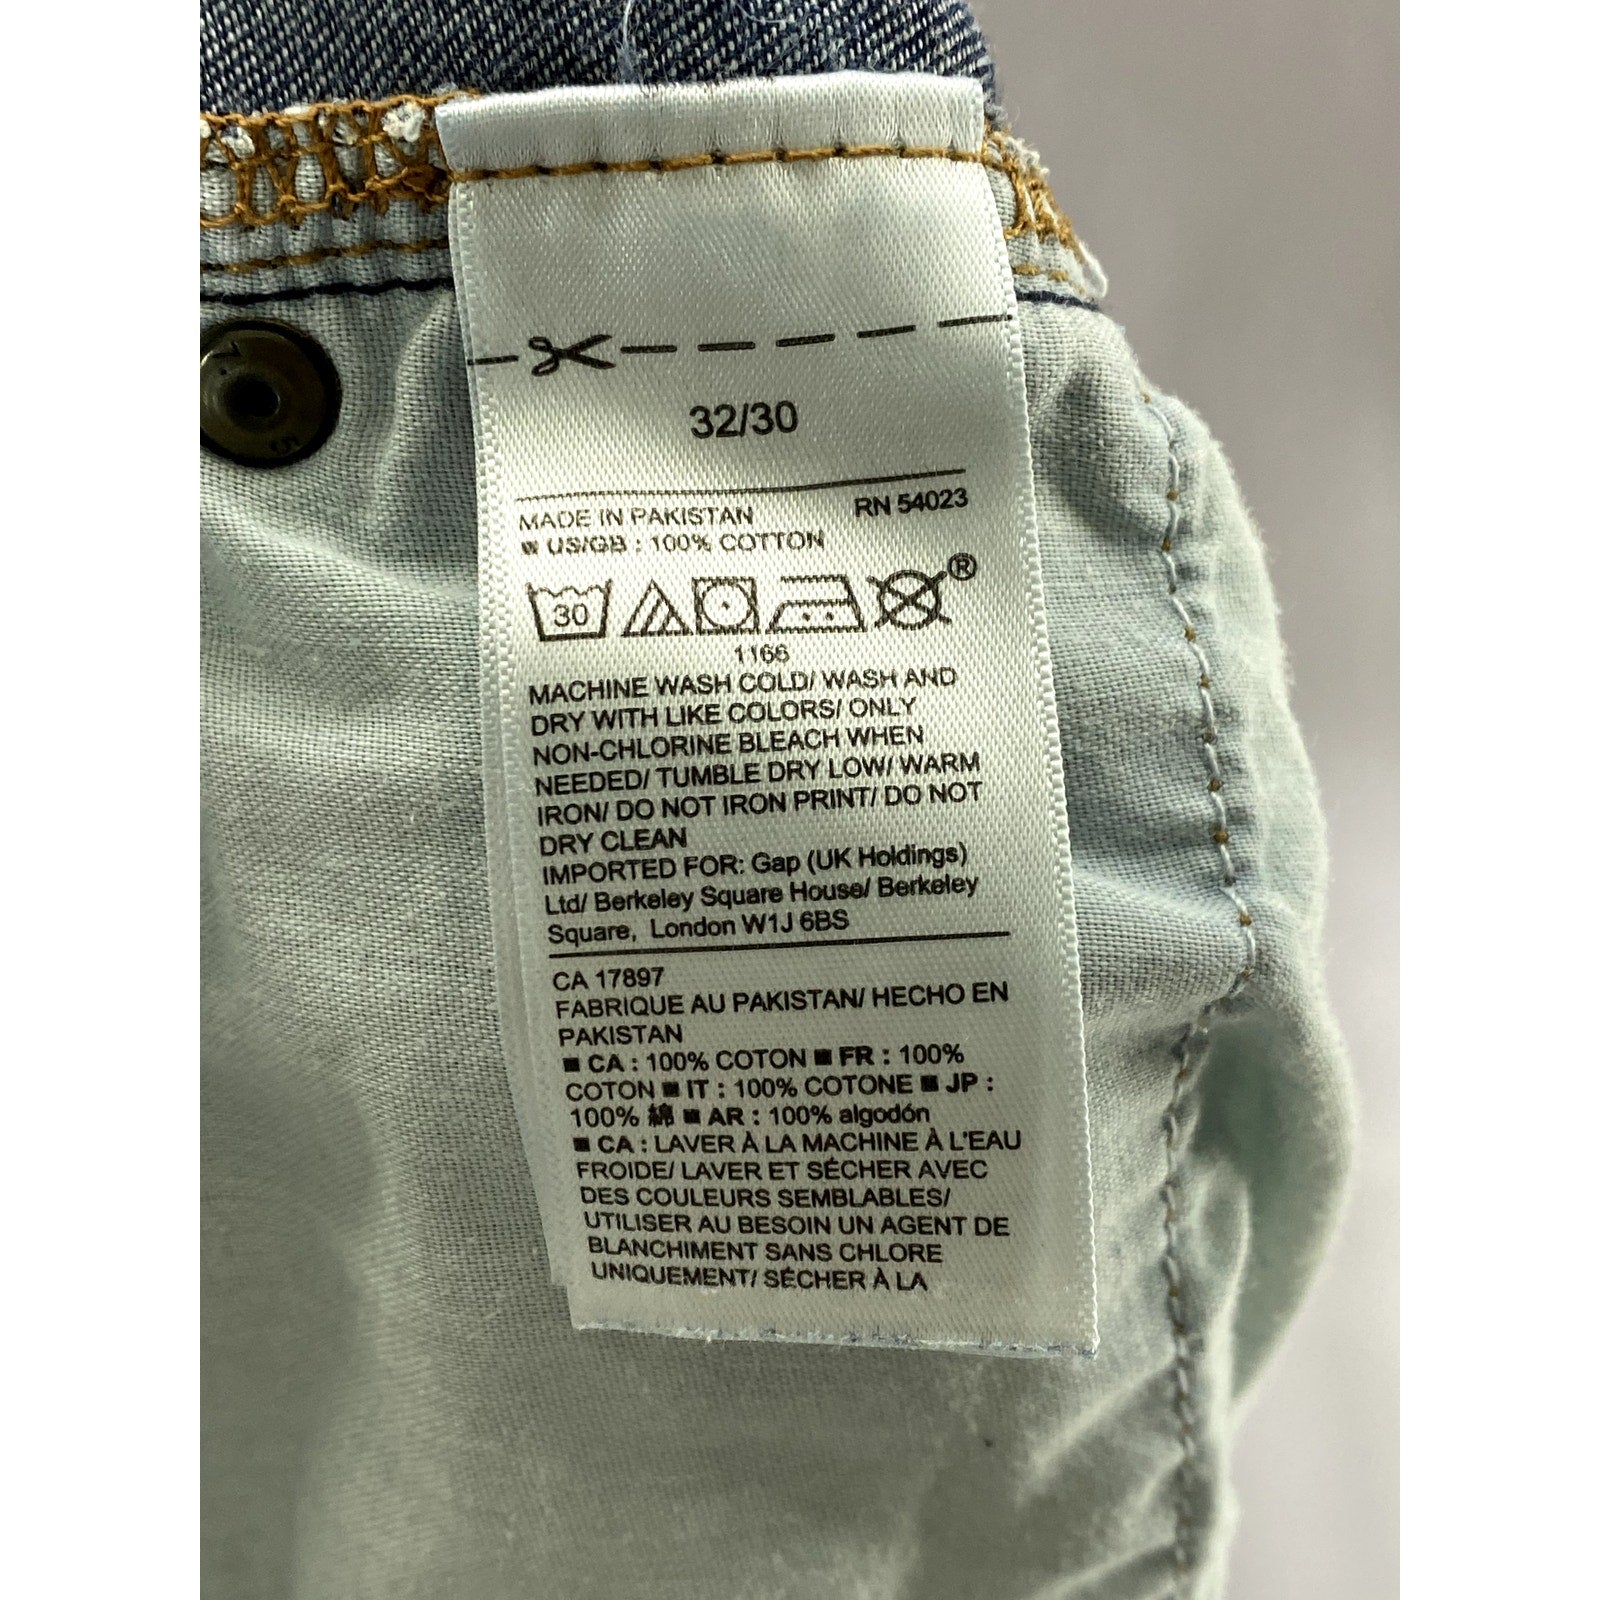 32/30
RN 54023
MADE IN PAKISTAN
■ US/GB : 100% COTTON
30
®
1166
MACHINE WASH COLD/ WASH AND
DRY WITH LIKE COLORS/ ONLY
NON-CHLORINE BLEACH WHEN
NEEDED/ TUMBLE DRY LOW/ WARM
IRON/ DO NOT IRON PRINT/ DO NOT
DRY CLEAN
IMPORTED FOR: Gap (UK Holdings)
Ltd/ Berkeley Square House/ Berkeley
Square, London W1J 6BS
CA 17897
FABRIQUE AU PAKISTAN/ HECHO EN
PAKISTAN
■ CA : 100% COTON ■ FR : 100%
COTON ■ IT : 100% COTONE ■ JP :
100% 綿 ■ AR : 100% algodón
■ CA : LAVER À LA MACHINE À L'EAU
FROIDE/ LAVER ET SÉCHER AVEC
DES COULEURS SEMBLABLES/
UTILISER AU BESOIN UN AGENT DE
BLANCHIMENT SANS CHLORE
UNIQUEMENT/ SÉCHER À LA